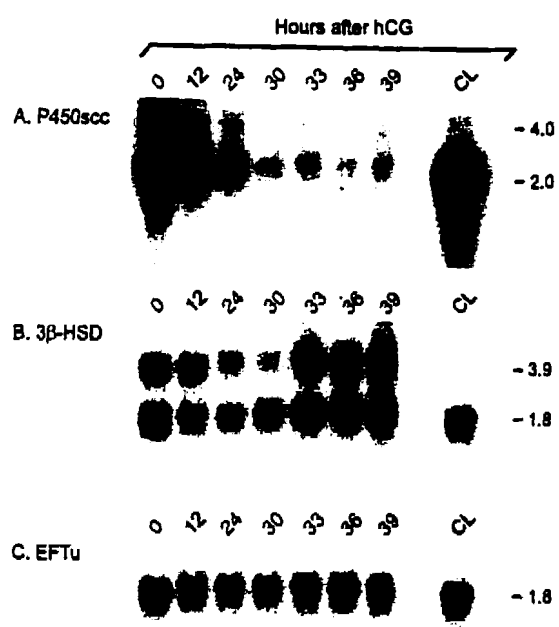 Hours after hCG
0 12 24 30 33 36 39 CL
A. P450scc
- 4.0
- 2.0
0 12 24 30 33 36 39 CL
B. 3β-HSD
- 3.9
- 1.8
0 12 24 30 33 36 39 CL
C. EFTu
- 1.8